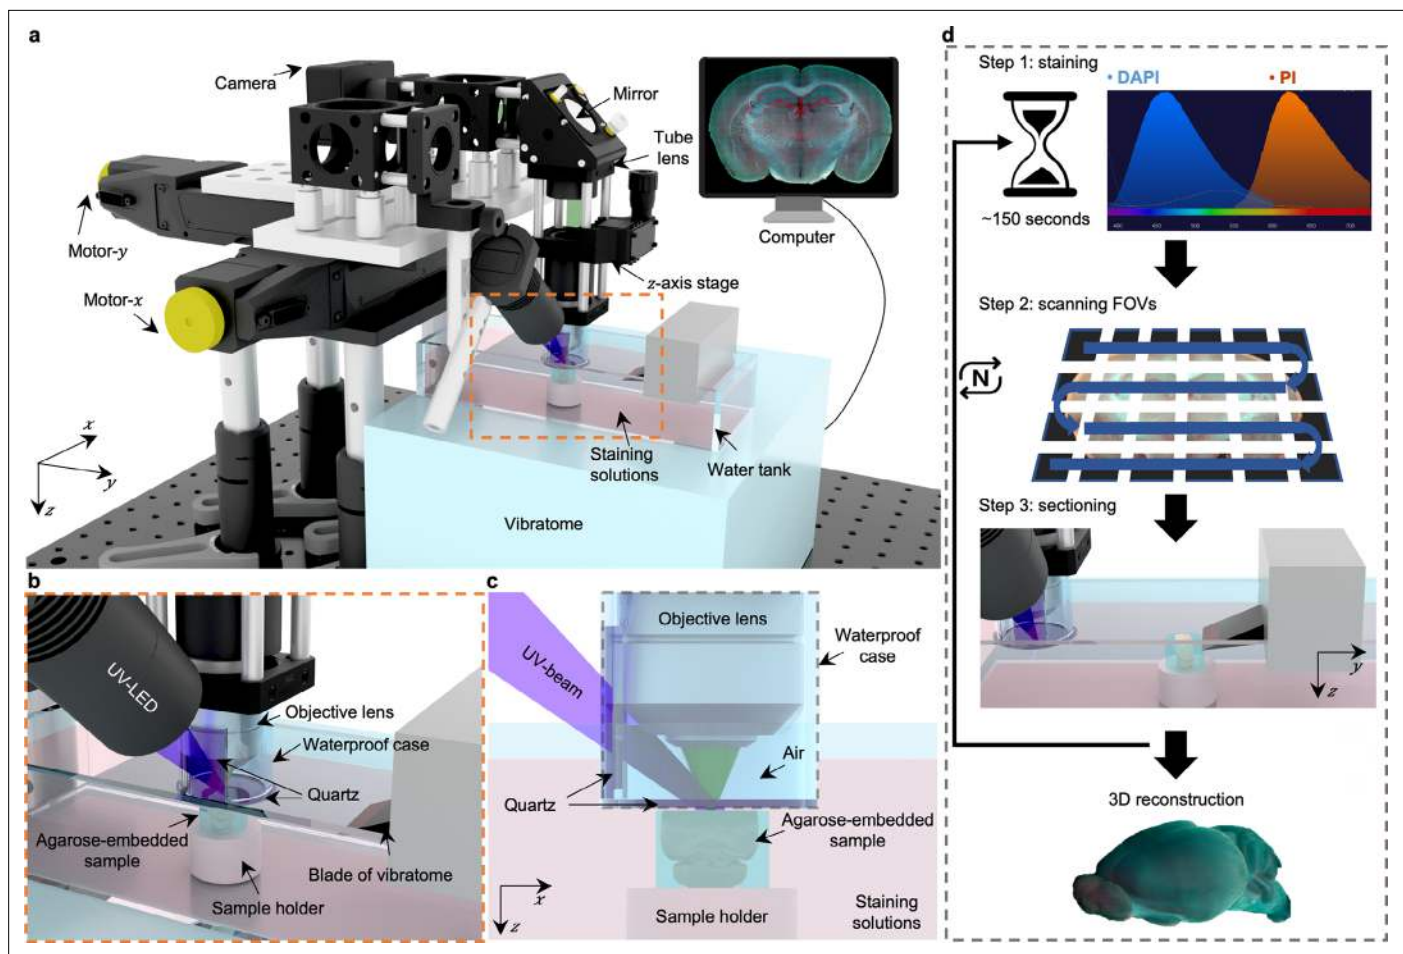 a
Camera
Mirror
Tube
lens
Motor-y
Computer
z-axis stage
Motor-x
x
y
z
Staining
solutions
Water tank
Vibratome
b
UV-LED
Objective lens
Waterproof case
Quartz
Agarose-embedded
sample
Blade of vibratome
Sample holder
c
Objective lens
Waterproof
case
UV-beam
Air
Quartz
Agarose-embedded
sample
x
z
Sample holder
Staining
solutions
d
Step 1: staining
• DAPI
• PI
~150 seconds
Step 2: scanning FOVs
N
Step 3: sectioning
y
z
3D reconstruction